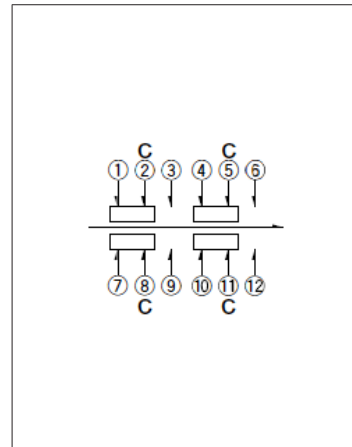 C C
① ② ③ ④ ⑤ ⑥
⑦ ⑧ ⑨ ⑩ ⑪ ⑫
C C